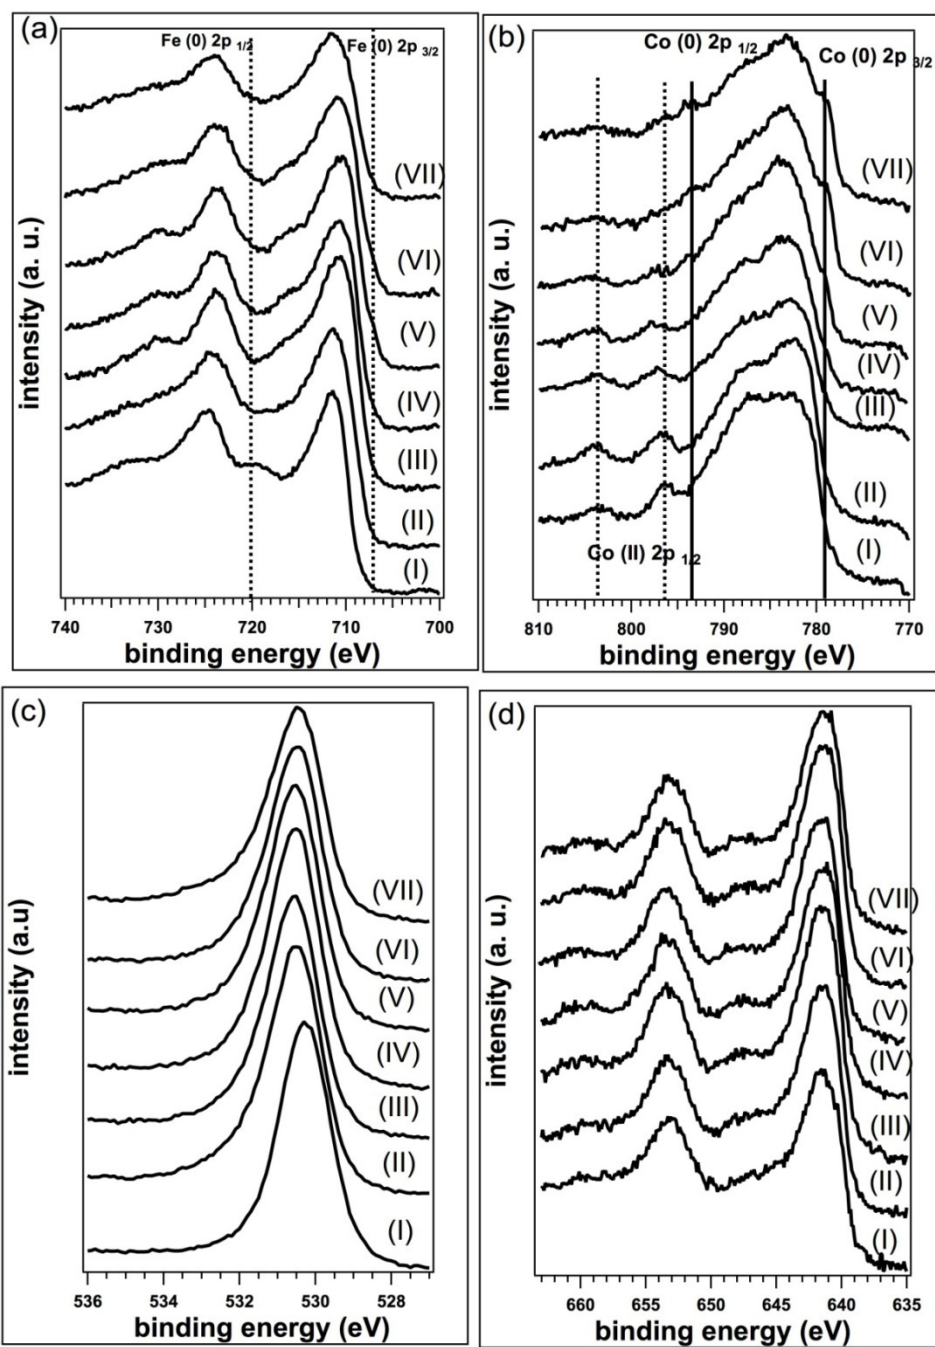 (a)
Fe (0) 2p 1/2
Fe (0) 2p 3/2
(VII)
(VI)
(V)
(IV)
(III)
(II)
(I)
intensity (a. u.)
740 730 720 710 700
binding energy (eV)
(b)
Co (0) 2p 1/2
Co (0) 2p 3/2
(VII)
(VI)
(V)
(IV)
(III)
(II)
(I)
Co (II) 2p 1/2
intensity (a. u.)
810 800 790 780 770
binding energy (eV)
(c)
(VII)
(VI)
(V)
(IV)
(III)
(II)
(I)
intensity (a.u)
536 534 532 530 528
binding energy (eV)
(d)
(VII)
(VI)
(V)
(IV)
(III)
(II)
(I)
intensity (a. u.)
660 655 650 645 640 635
binding energy (eV)